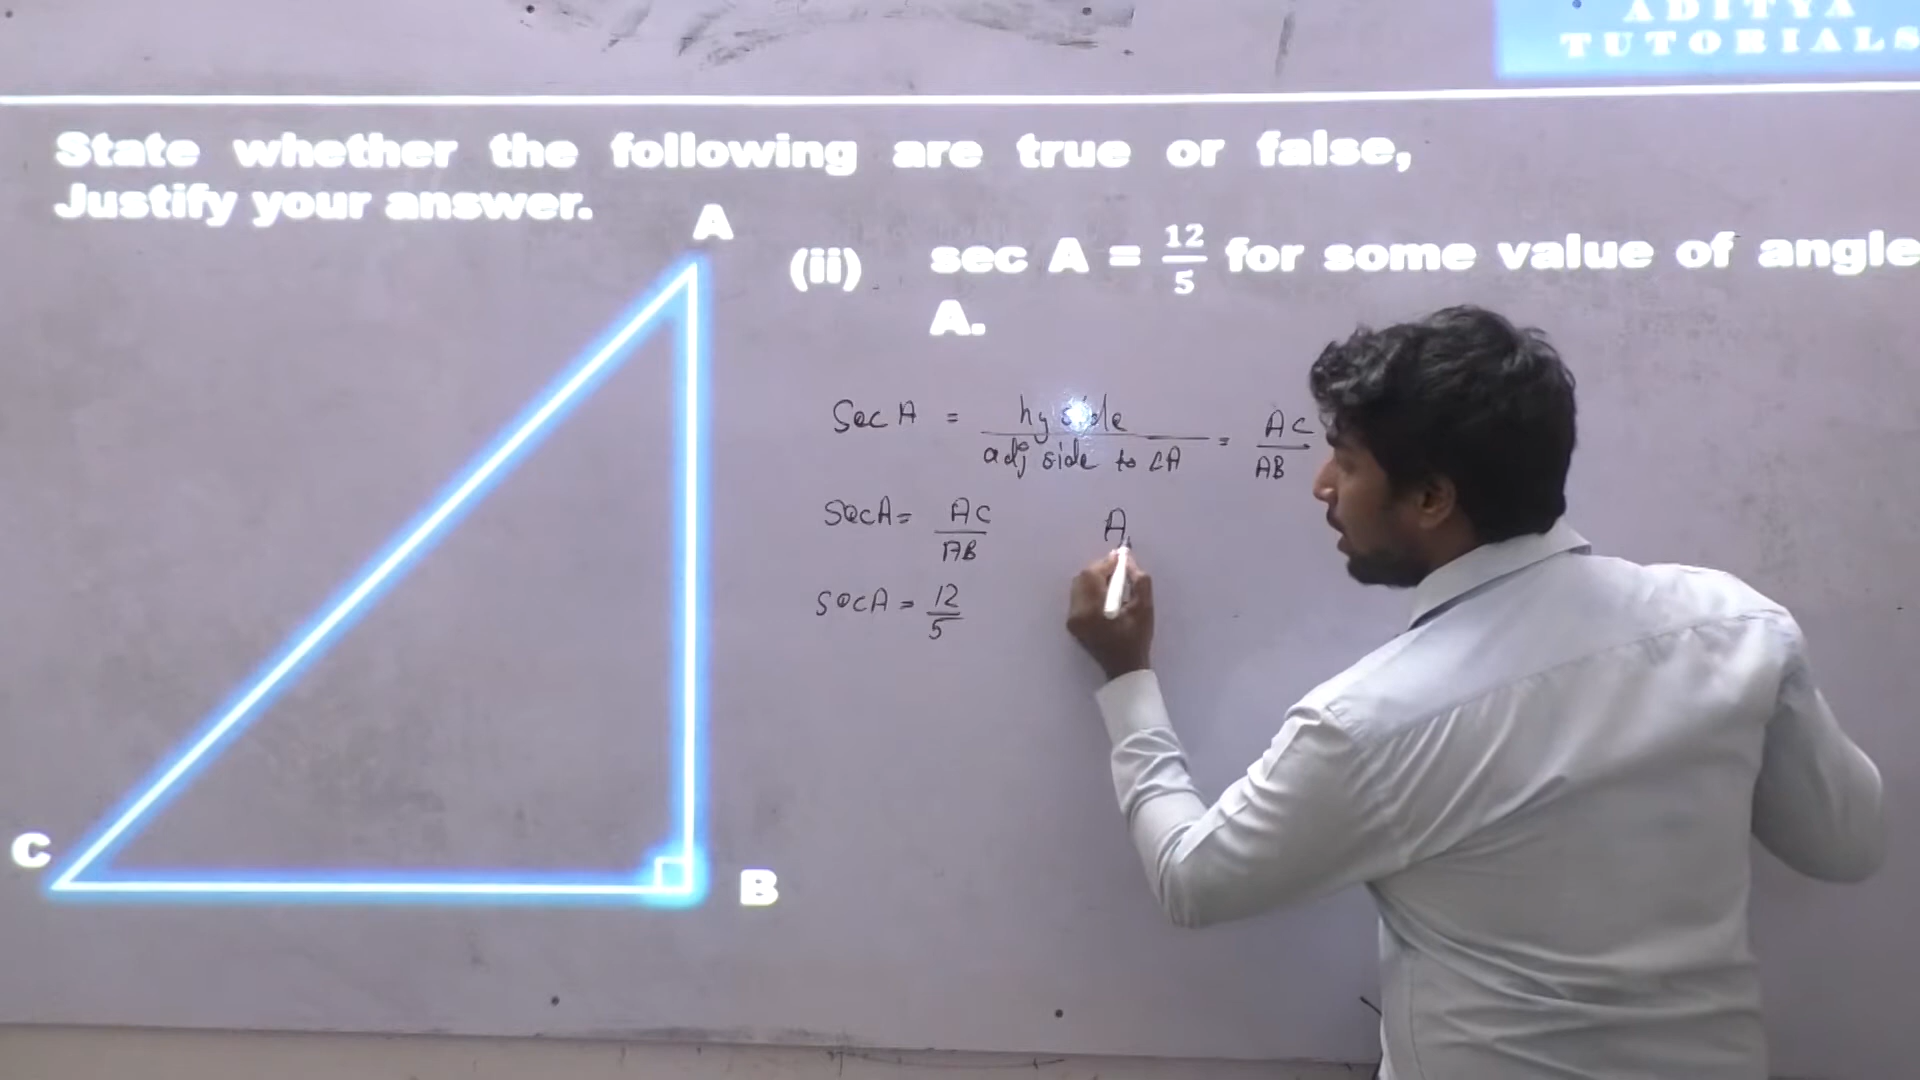 ADITYA
TUTORIALS
State whether the following are true or false,
Justify your answer.
A
(ii) sec A = 12/5 for some value of angle
A.
Sec A = hy side / adj side to ∠A = AC / AB
SecA = AC / AB
A
secA = 12/5
C
B